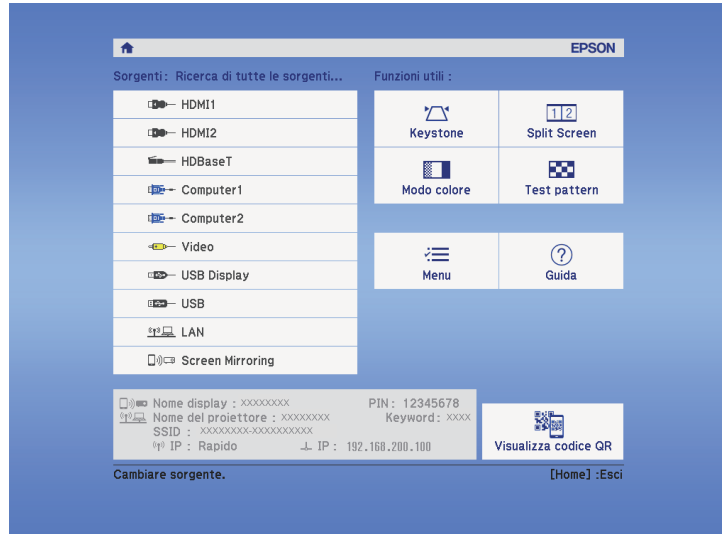 EPSON
Sorgenti: Ricerca di tutte le sorgenti...
HDMI1
HDMI2
HDBaseT
Computer1
Computer2
Video
USB Display
USB
LAN
Screen Mirroring
Funzioni utili :
Keystone
1 2
Split Screen
Modo colore
Test pattern
Menu
?
Guida
Nome display : XXXXXXXX PIN: 12345678
Nome del proiettore : XXXXXXXX Keyword: XXXX
SSID : XXXXXXXX-XXXXXXXXXX
IP : Rapido IP : 192.168.200.100
Visualizza codice QR
Cambiare sorgente. [Home] :Esci